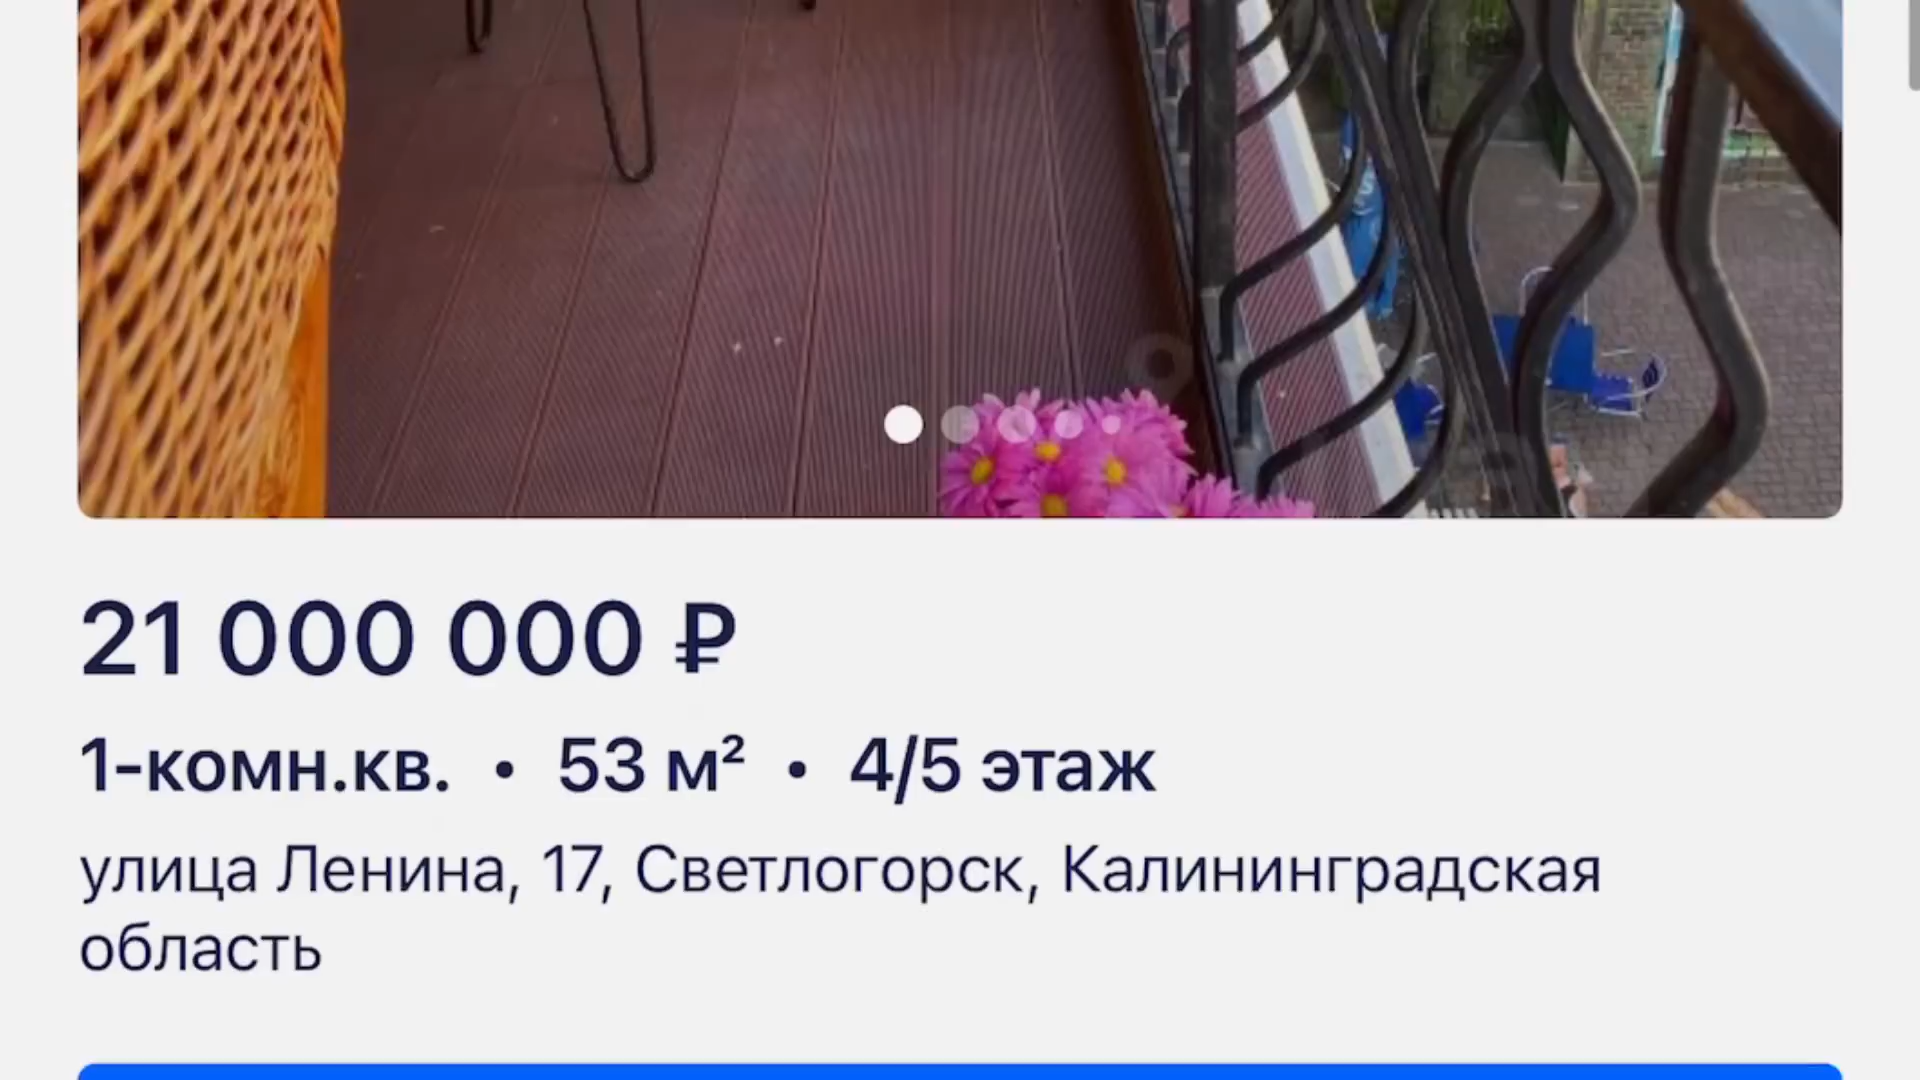 21 000 000 ₽
1-комн.кв. • 53 м² • 4/5 этаж
улица Ленина, 17, Светлогорск, Калининградская
область